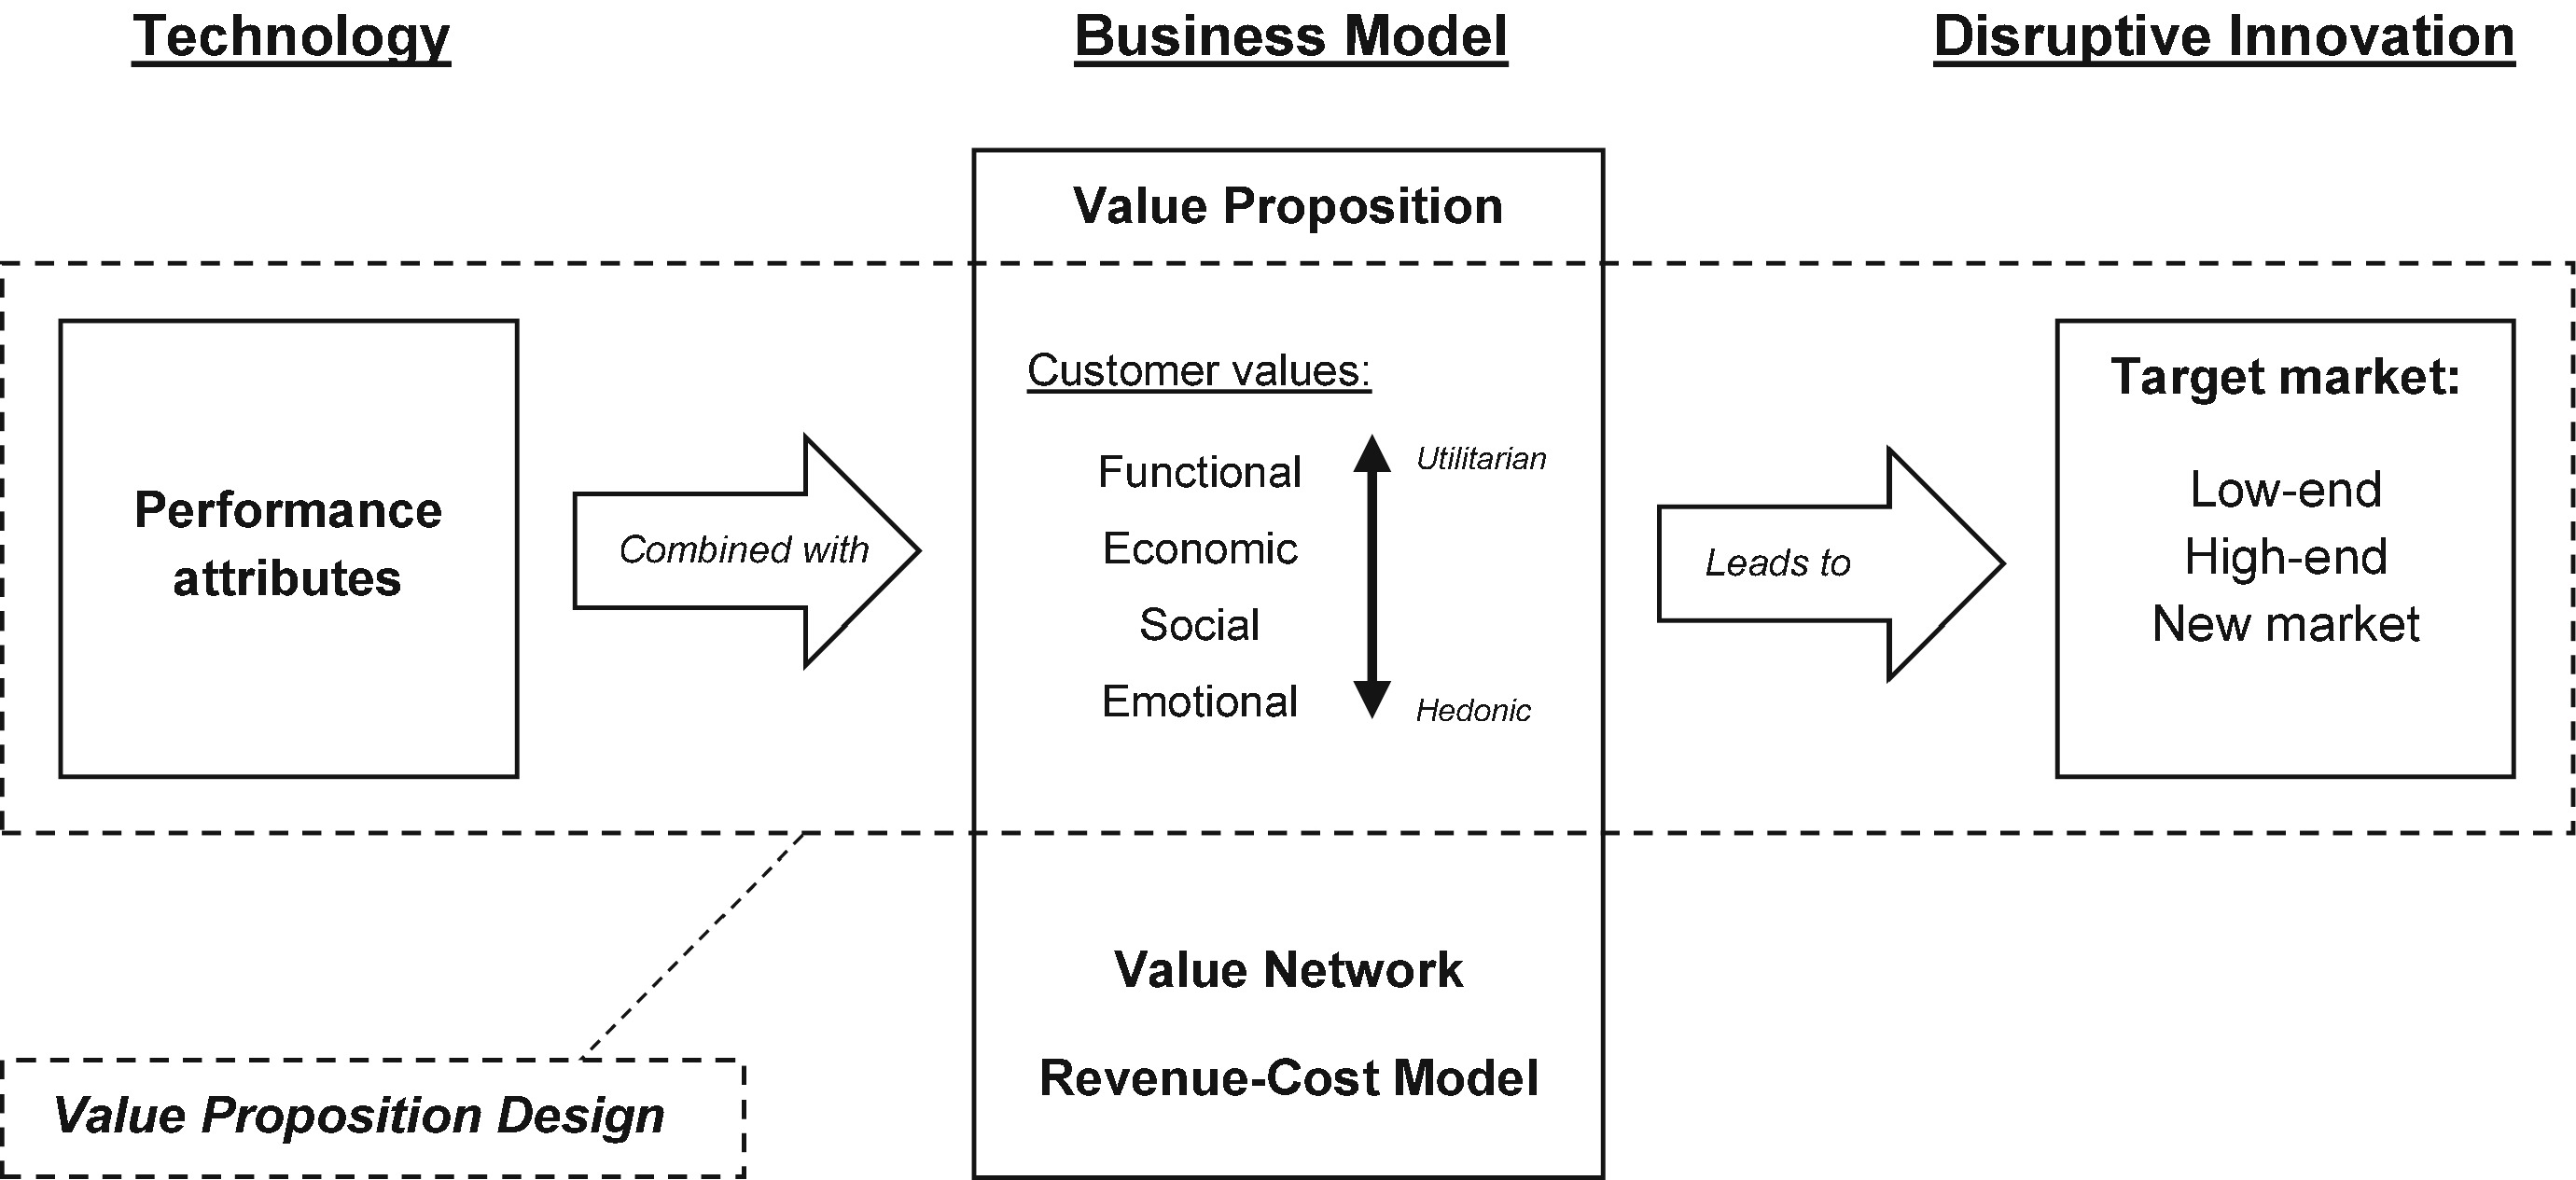 Technology
Business Model
Disruptive Innovation
Value Proposition
Performance
attributes
Combined with
Customer values:
Functional
Economic
Social
Emotional
Utilitarian
Hedonic
Leads to
Target market:
Low-end
High-end
New market
Value Network
Revenue-Cost Model
Value Proposition Design